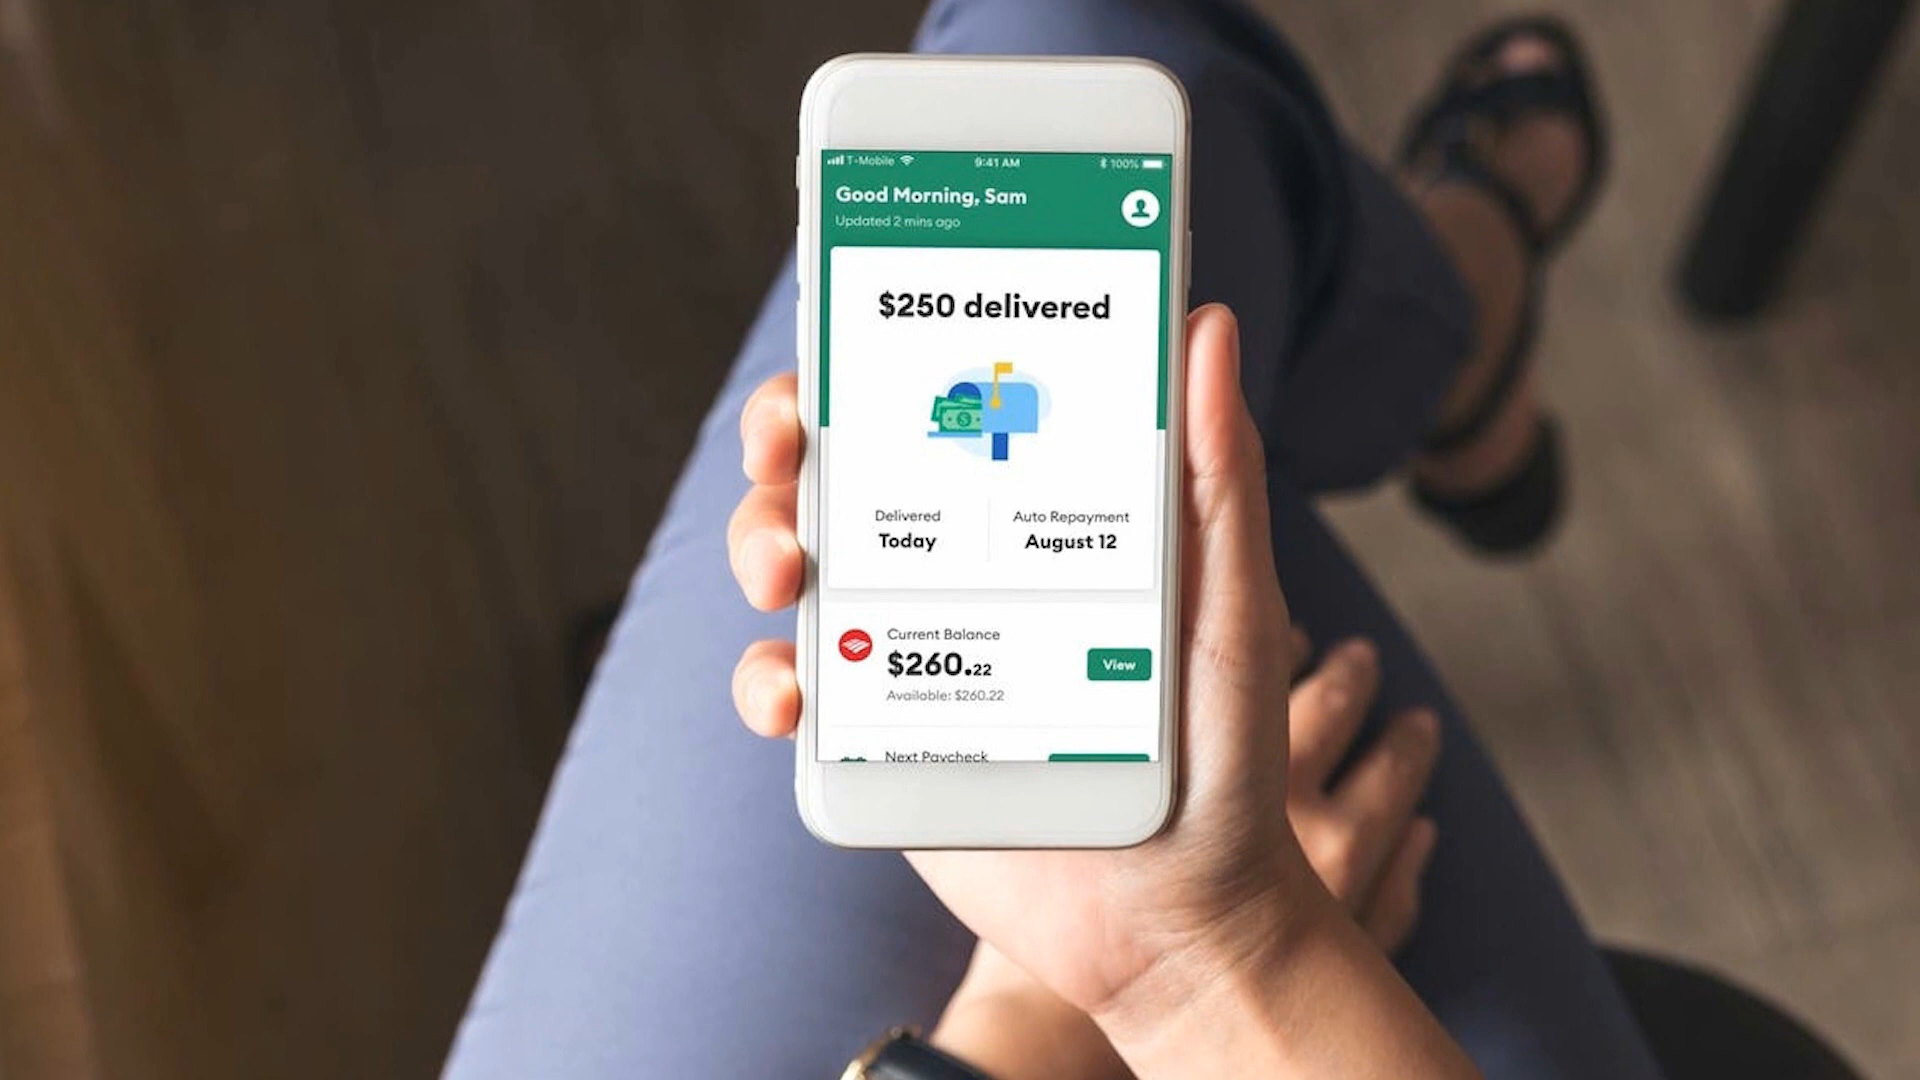 T-Mobile 9:41 AM 100%
Good Morning, Sam
Updated 2 mins ago
$250 delivered
Delivered
Today
Auto Repayment
August 12
Current Balance
$260.22
Available: $260.22
View
Next Paycheck